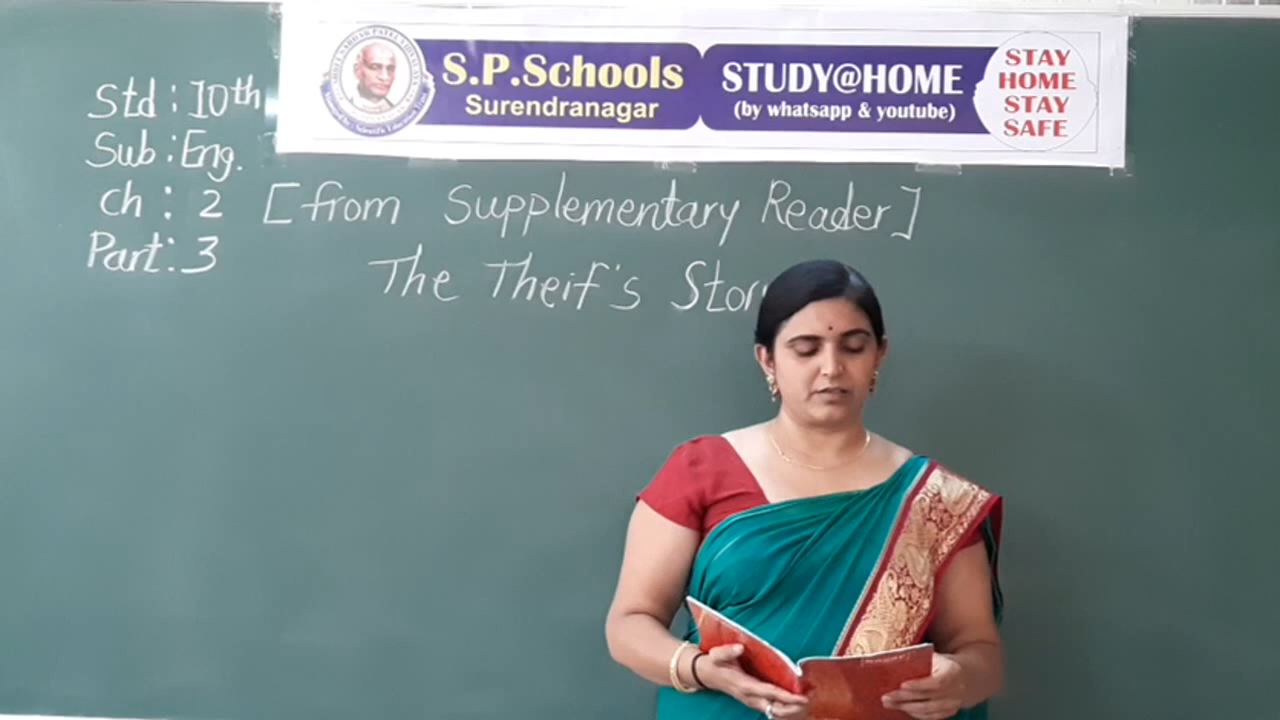 S.P.Schools
Surendranagar
STUDY@HOME
(by whatsapp & youtube)
STAY
HOME
STAY
SAFE
Std : 10th
Sub : Eng.
Ch : 2 [from Supplementary Reader]
Part : 3
The Theif's Stor